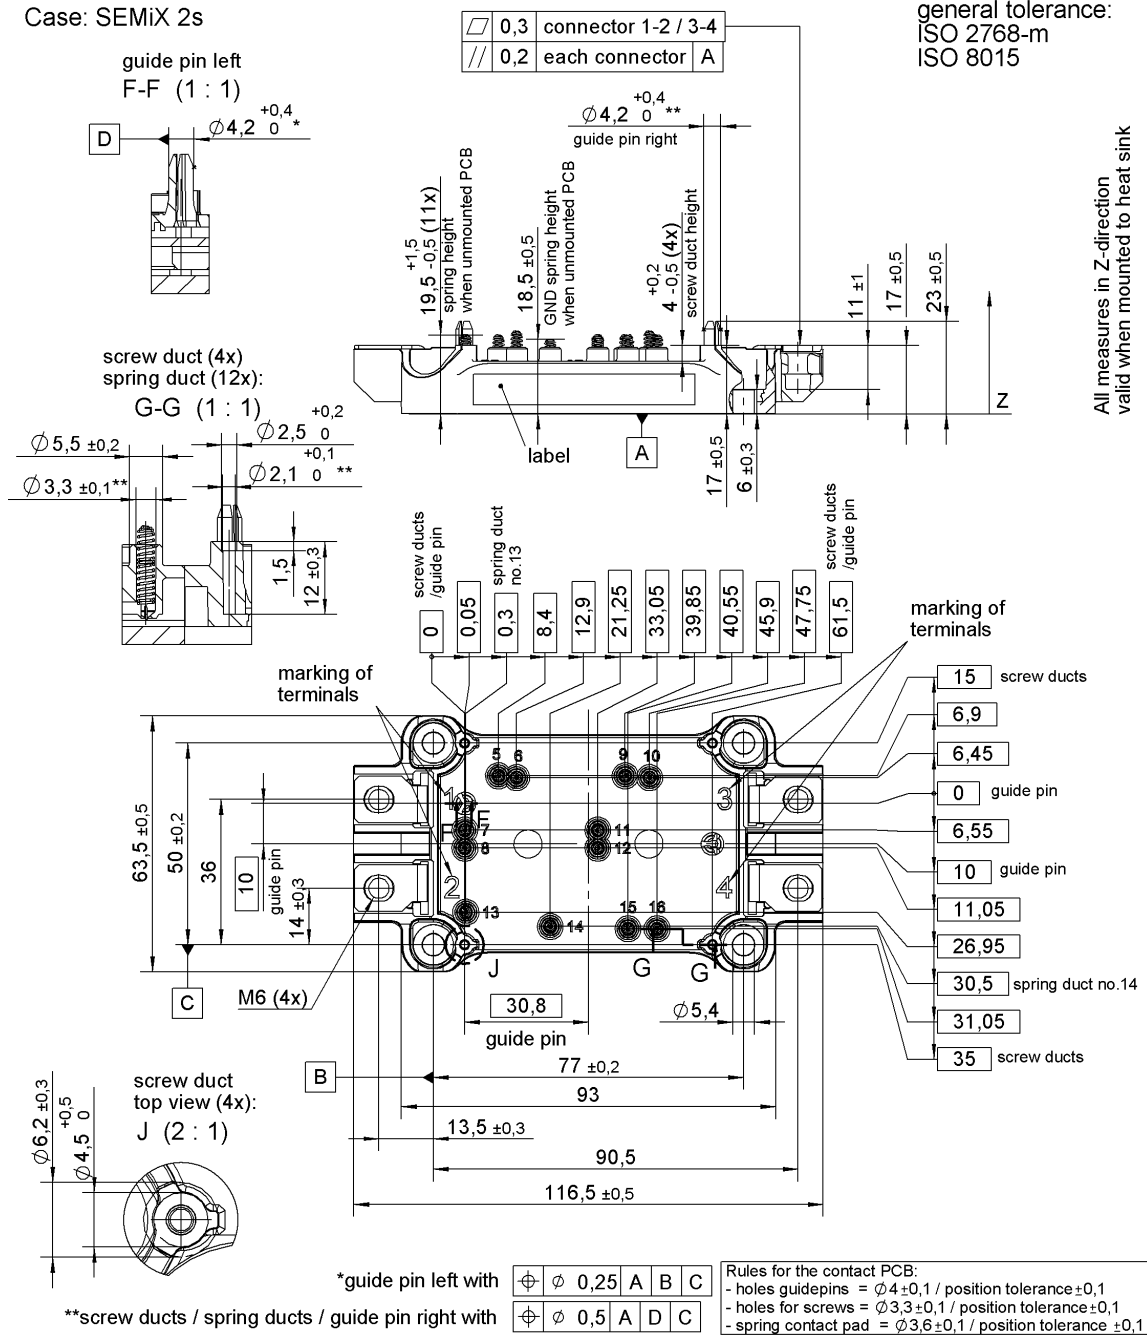 Case: SEMiX 2s
general tolerance:
ISO 2768-m
ISO 8015
0,3 connector 1-2 / 3-4
// 0,2 each connector A
guide pin left
F-F (1 : 1)
D
Ø4,2 +0,4 0 *
Ø4,2 +0,4 0 **
guide pin right
19,5 +1,5 -0,5 (11x)
spring height
when unmounted PCB
18,5 ±0,5
GND spring height
when unmounted PCB
4 +0,2 -0,5 (4x)
screw duct height
11 ±1
17 ±0,5
23 ±0,5
All measures in Z-direction
valid when mounted to heat sink
Z
label
A
17 ±0,5
6 ±0,3
screw duct (4x)
spring duct (12x):
G-G (1 : 1)
Ø5,5 ±0,2
Ø2,5 +0,2 0
Ø3,3 ±0,1**
Ø2,1 +0,1 0 **
1,5
12 ±0,3
screw ducts
/guide pin
spring duct
no.13
screw ducts
/guide pin
0
0,05
0,3
8,4
12,9
21,25
33,05
39,85
40,55
45,9
47,75
61,5
marking of
terminals
marking of
terminals
15 screw ducts
6,9
6,45
0 guide pin
6,55
10 guide pin
11,05
26,95
30,5 spring duct no.14
31,05
35 screw ducts
5 6 9 10
1 3
F
F 7 11
8 12
2 4
13 14 15 16
J G G
63,5 ±0,5
50 ±0,2
36
10
guide pin
14 ±0,3
C
M6 (4x)
30,8
guide pin
Ø5,4
B
77 ±0,2
93
13,5 ±0,3
90,5
116,5 ±0,5
screw duct
top view (4x):
J (2 : 1)
Ø6,2 ±0,3
Ø4,5 +0,5 0
*guide pin left with ⌖ Ø 0,25 A B C
**screw ducts / spring ducts / guide pin right with ⌖ Ø 0,5 A D C
Rules for the contact PCB:
- holes guidepins = Ø4±0,1 / position tolerance±0,1
- holes for screws = Ø3,3±0,1 / position tolerance±0,1
- spring contact pad = Ø3,6±0,1 / position tolerance ±0,1